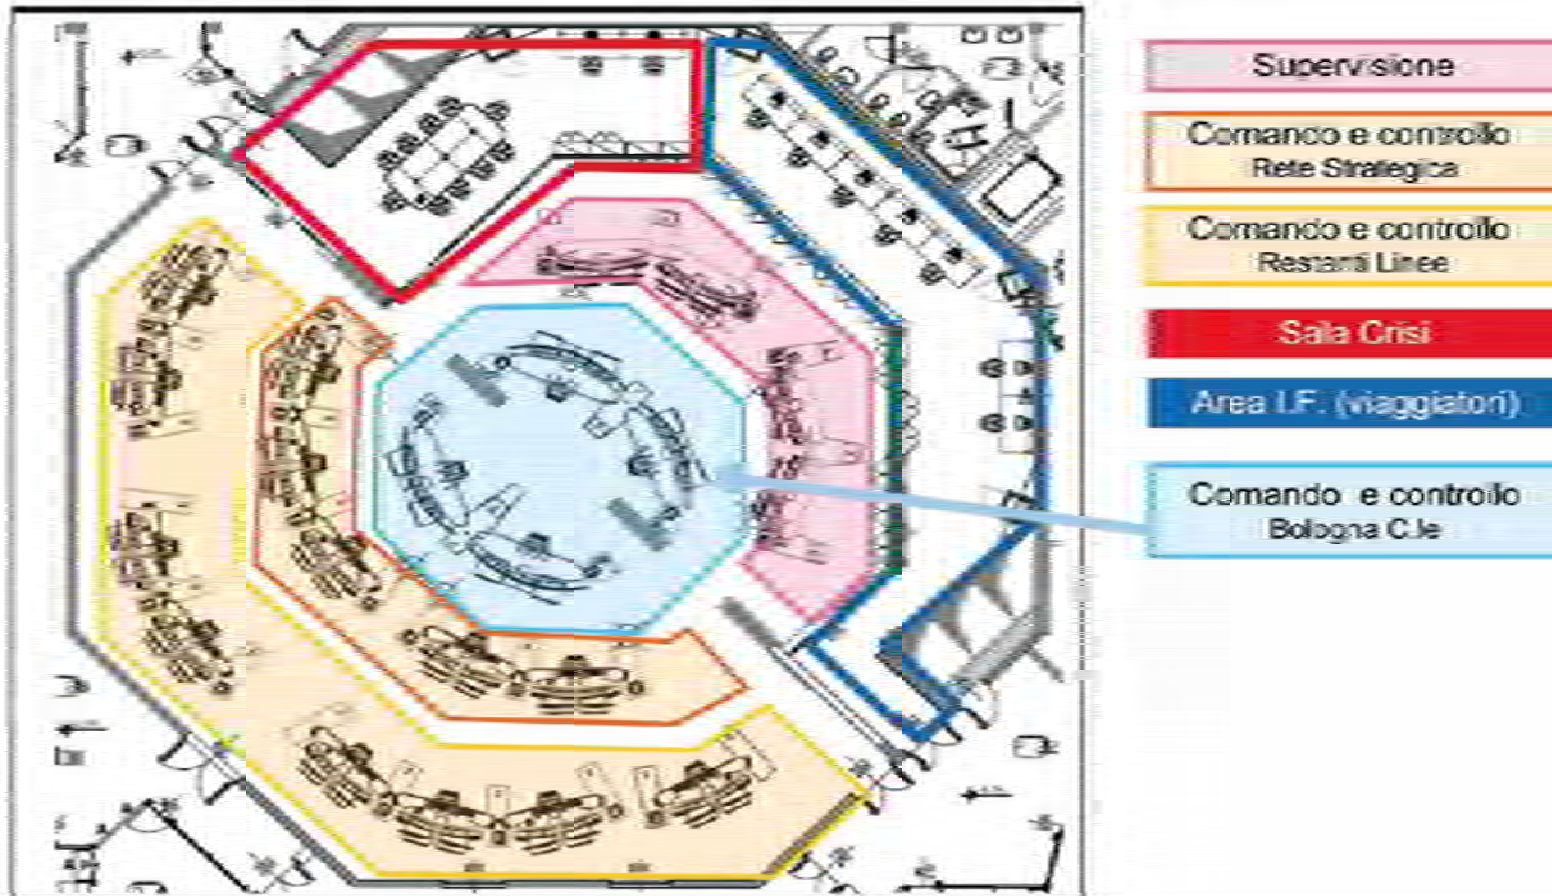 Supervisione
Comando e controllo
Rete Strategica
Comando e controllo
Restanti Linee
Sala Crisi
Area I.F. (viaggiatori)
Comando e controllo
Bologna C.le